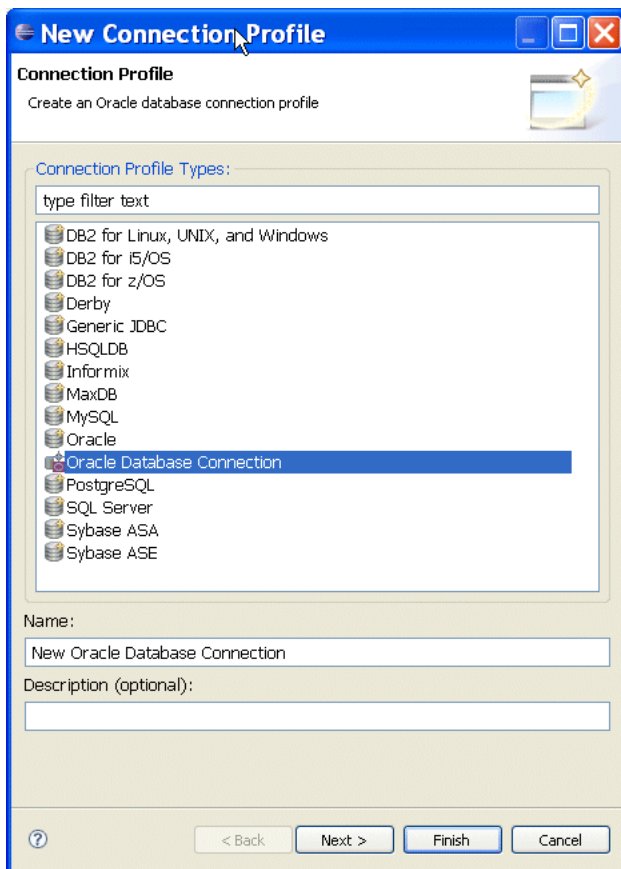 New Connection Profile
Connection Profile
Create an Oracle database connection profile
Connection Profile Types:
type filter text
DB2 for Linux, UNIX, and Windows
DB2 for i5/OS
DB2 for z/OS
Derby
Generic JDBC
HSQLDB
Informix
MaxDB
MySQL
Oracle
Oracle Database Connection
PostgreSQL
SQL Server
Sybase ASA
Sybase ASE
Name:
New Oracle Database Connection
Description (optional):
? < Back Next > Finish Cancel